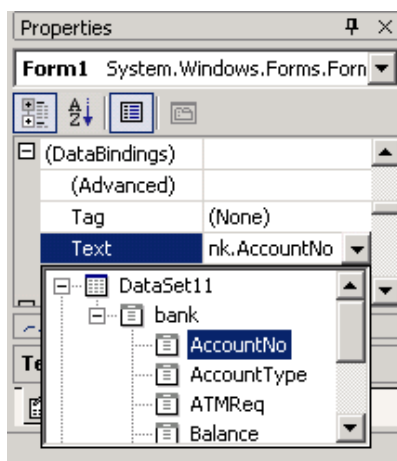 Properties
Form1 System.Windows.Forms.Forn
(DataBindings)
(Advanced)
Tag (None)
Text nk.AccountNo
DataSet11
bank
AccountNo
AccountType
ATMReq
Balance
Te